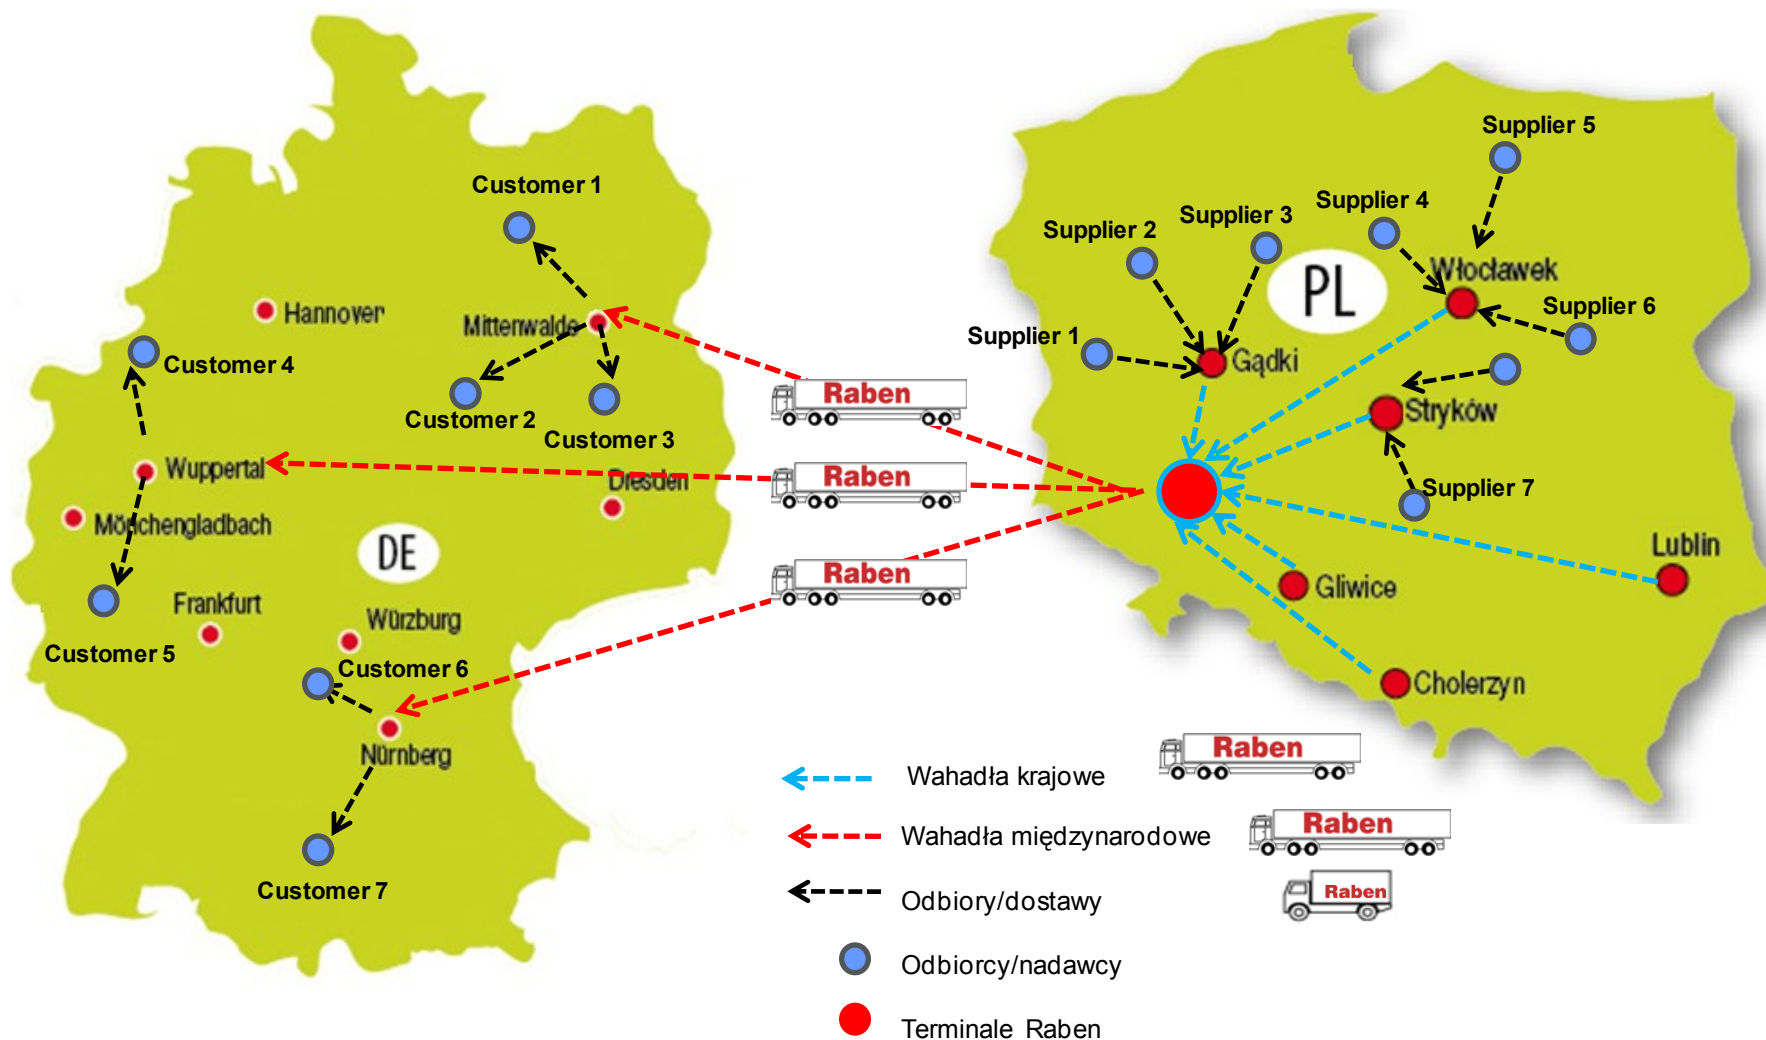 Customer 1
Hannover
Mittenwalde
Customer 4
Customer 2
Customer 3
Wuppertal
Dresden
Mönchengladbach
DE
Frankfurt
Würzburg
Customer 5
Customer 6
Nürnberg
Customer 7
Raben
Raben
Raben
Supplier 5
Supplier 4
Supplier 3
Supplier 2
Włocławek
PL
Supplier 6
Supplier 1
Gądki
Stryków
Supplier 7
Lublin
Gliwice
Cholerzyn
Wahadła krajowe
Raben
Wahadła międzynarodowe
Raben
Odbiory/dostawy
Raben
Odbiorcy/nadawcy
Terminale Raben